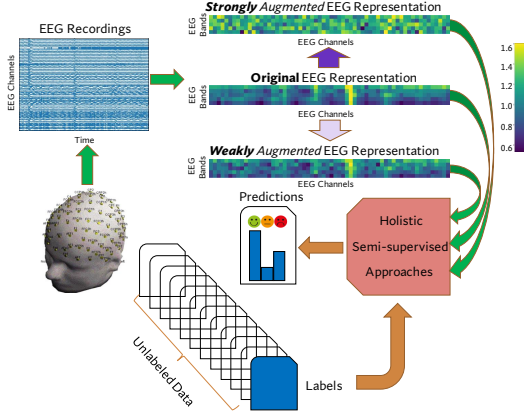 Strongly Augmented EEG Representation
EEG Recordings
EEG
Bands
EEG Channels
EEG Channels
Original EEG Representation
EEG
Bands
EEG Channels
Time
Weakly Augmented EEG Representation
EEG
Bands
EEG Channels
1.6
1.4
1.2
1.0
0.8
0.6
Predictions
Holistic
Semi-supervised
Approaches
Unlabeled Data
Labels